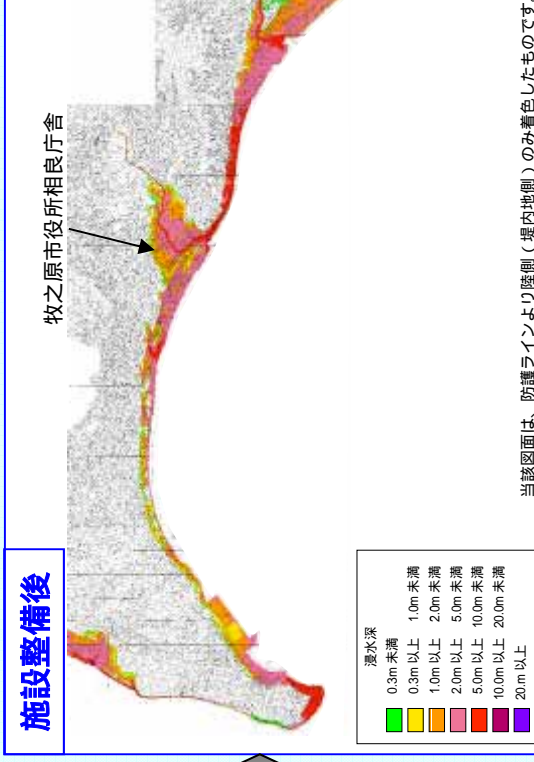 施設整備後
牧之原市役所相良庁舎
浸水深
0.3m 未満
0.3m 以上 1.0m 未満
1.0m 以上 2.0m 未満
2.0m 以上 5.0m 未満
5.0m 以上 10.0m 未満
10.0m 以上 20.0m 未満
20.m 以上
当該図面は、防護ラインより陸側（堤内地側）のみ着色したものです。